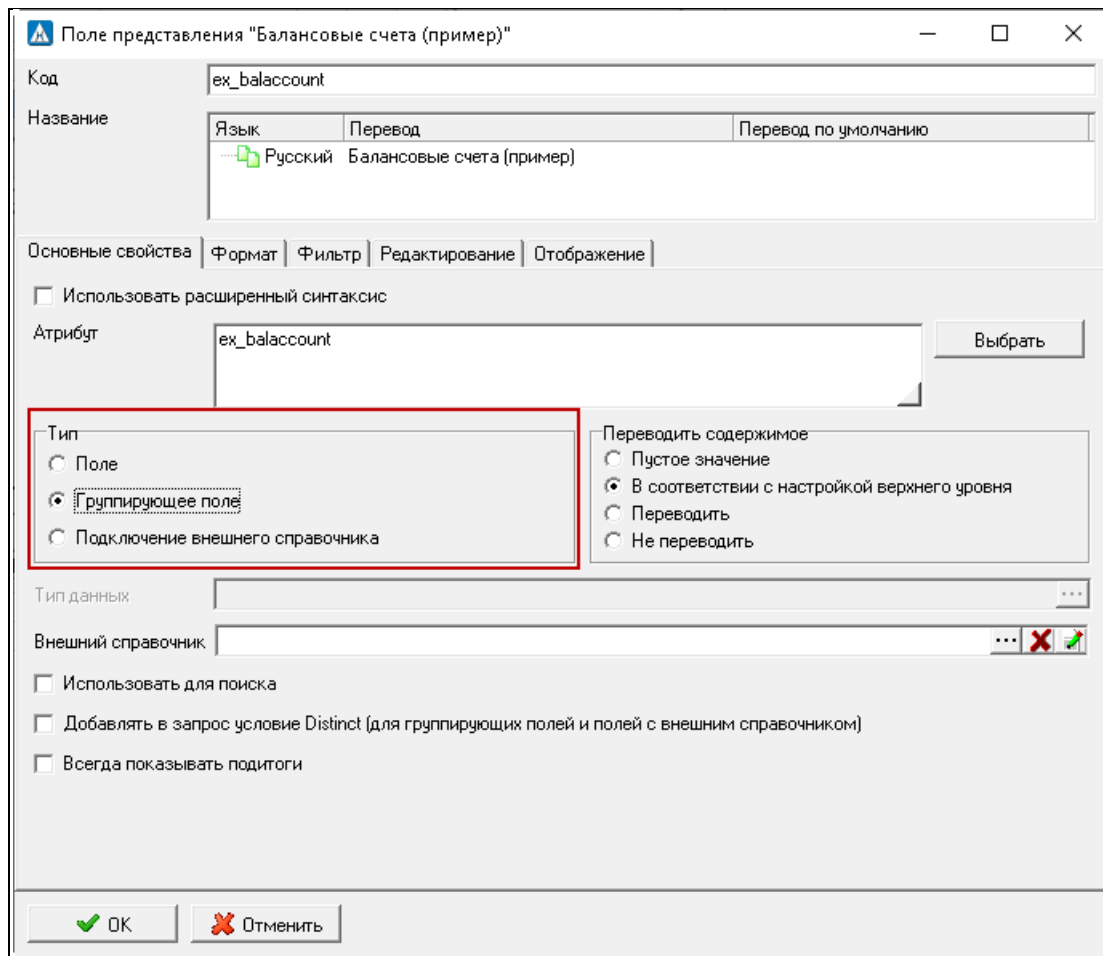 Поле представления "Балансовые счета (пример)"
Код
ex_balaccount
Название
Язык Перевод Перевод по умолчанию
Русский Балансовые счета (пример)
Основные свойства Формат Фильтр Редактирование Отображение
Использовать расширенный синтаксис
Атрибут
ex_balaccount
Выбрать
Тип
Поле
Группирующее поле
Подключение внешнего справочника
Переводить содержимое
Пустое значение
В соответствии с настройкой верхнего уровня
Переводить
Не переводить
Тип данных ...
Внешний справочник ...
Использовать для поиска
Добавлять в запрос условие Distinct (для группирующих полей и полей с внешним справочником)
Всегда показывать подитоги
OK Отменить